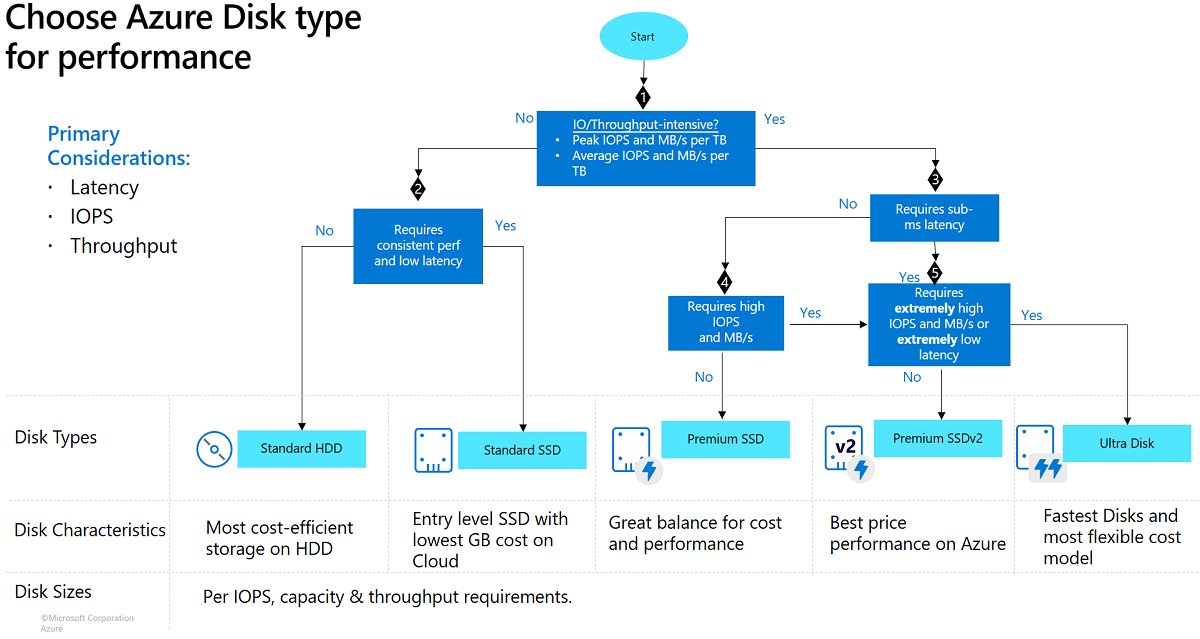 Choose Azure Disk type
for performance
Start
Primary
Considerations:
· Latency
· IOPS
· Throughput
1
No
IO/Throughput-intensive?
• Peak IOPS and MB/s per TB
• Average IOPS and MB/s per
TB
Yes
2
3
No
Requires
consistent perf
and low latency
Yes
No
Requires sub-
ms latency
4
Yes
5
Requires high
IOPS
and MB/s
Yes
Requires
extremely high
IOPS and MB/s or
extremely low
latency
Yes
No
No
Disk Types
Standard HDD
Standard SSD
Premium SSD
v2
Premium SSDv2
Ultra Disk
Disk Characteristics
Most cost-efficient
storage on HDD
Entry level SSD with
lowest GB cost on
Cloud
Great balance for cost
and performance
Best price
performance on Azure
Fastest Disks and
most flexible cost
model
Disk Sizes
Per IOPS, capacity & throughput requirements.
©Microsoft Corporation
Azure